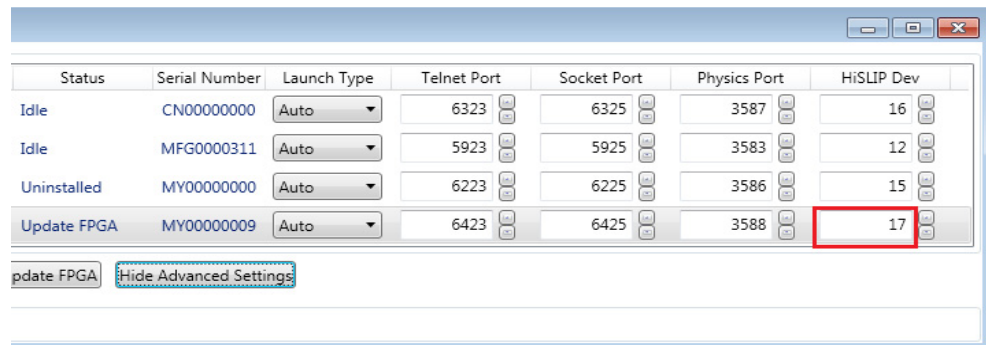 Status Serial Number Launch Type Telnet Port Socket Port Physics Port HiSLIP Dev
Idle CN00000000 Auto 6323 6325 3587 16
Idle MFG0000311 Auto 5923 5925 3583 12
Uninstalled MY00000000 Auto 6223 6225 3586 15
Update FPGA MY00000009 Auto 6423 6425 3588 17
pdate FPGA Hide Advanced Settings